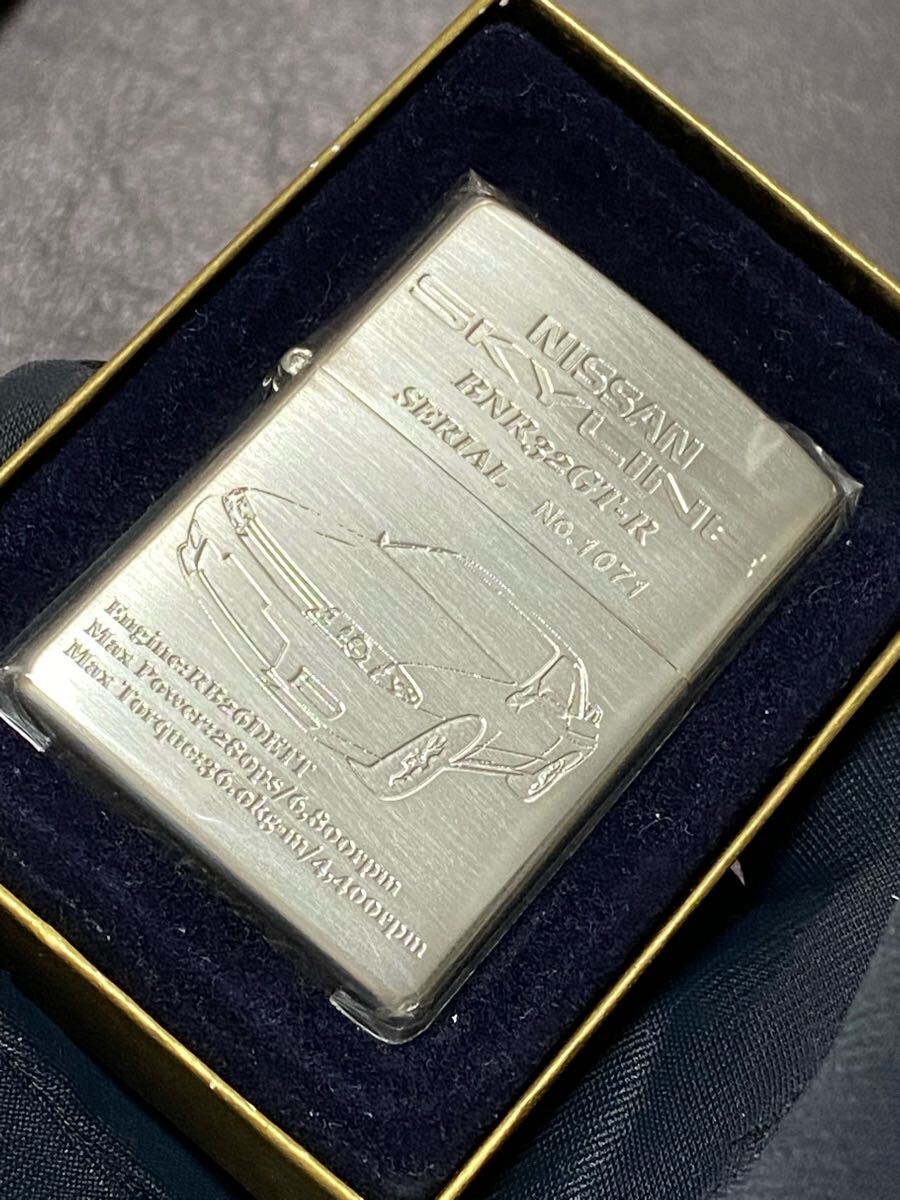 NISSAN
SKYLINE
BNR32GT-R
SERIAL No.1071
Engine:RB26DETT
Max Power:280ps/6,800rpm
Max Torque:36.0kg-m/4,400rpm